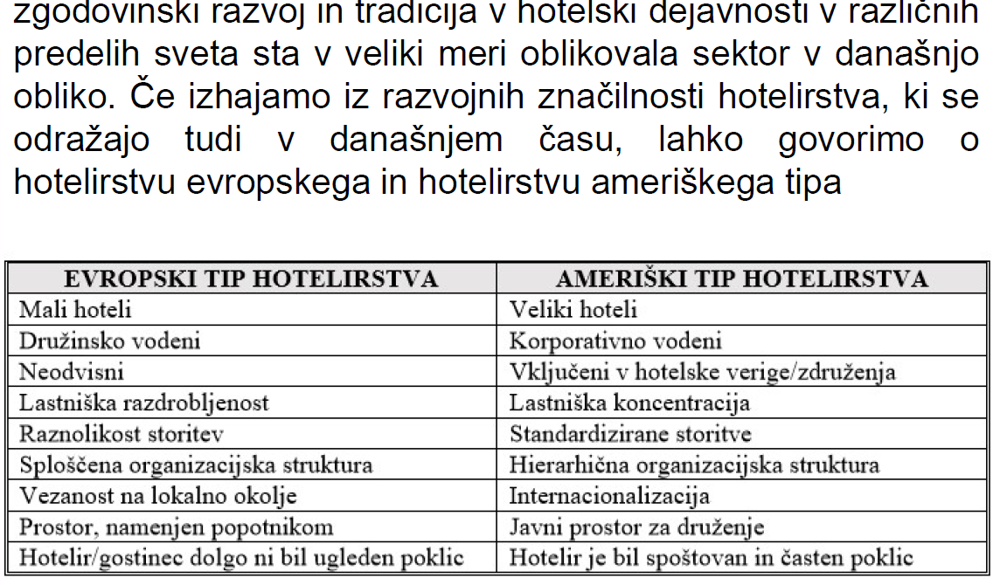 zgodovinski razvoj in tradicija v hotelski dejavnosti v različnih
predelih sveta sta v veliki meri oblikovala sektor v današnjo
obliko. Če izhajamo iz razvojnih značilnosti hotelirstva, ki se
odražajo tudi v današnjem času, lahko govorimo o
hotelirstvu evropskega in hotelirstvu ameriškega tipa
EVROPSKI TIP HOTELIRSTVA AMERIŠKI TIP HOTELIRSTVA
Mali hoteli Veliki hoteli
Družinsko vodeni Korporativno vodeni
Neodvisni Vključeni v hotelske verige/združenja
Lastniška razdrobljenost Lastniška koncentracija
Raznolikost storitev Standardizirane storitve
Sploščena organizacijska struktura Hierarhična organizacijska struktura
Vezanost na lokalno okolje Internacionalizacija
Prostor, namenjen popotnikom Javni prostor za druženje
Hotelir/gostinec dolgo ni bil ugleden poklic Hotelir je bil spoštovan in časten poklic